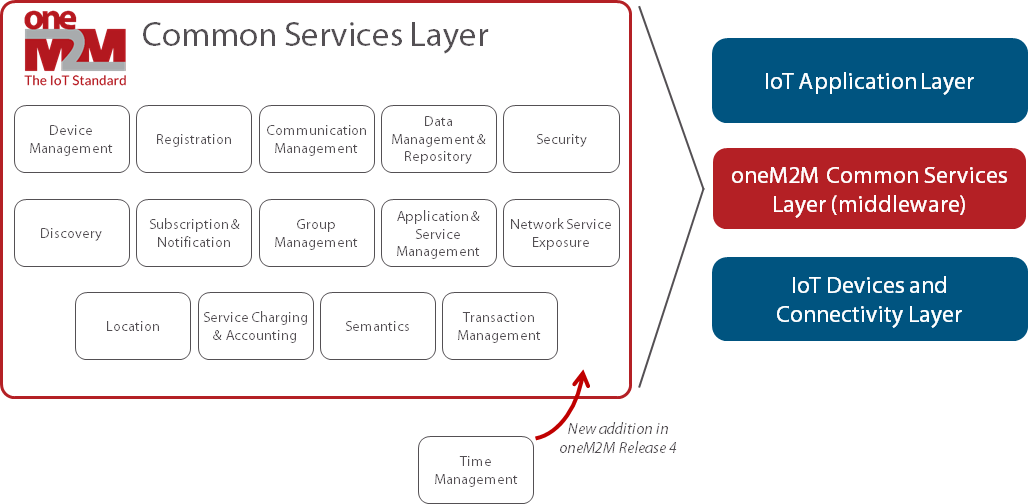 one
M2M
The IoT Standard
Common Services Layer
Device
Management
Registration
Communication
Management
Data
Management &
Repository
Security
Discovery
Subscription &
Notification
Group
Management
Application &
Service
Management
Network Service
Exposure
Location
Service Charging
& Accounting
Semantics
Transaction
Management
New addition in
oneM2M Release 4
Time
Management
IoT Application Layer
oneM2M Common Services
Layer (middleware)
IoT Devices and
Connectivity Layer